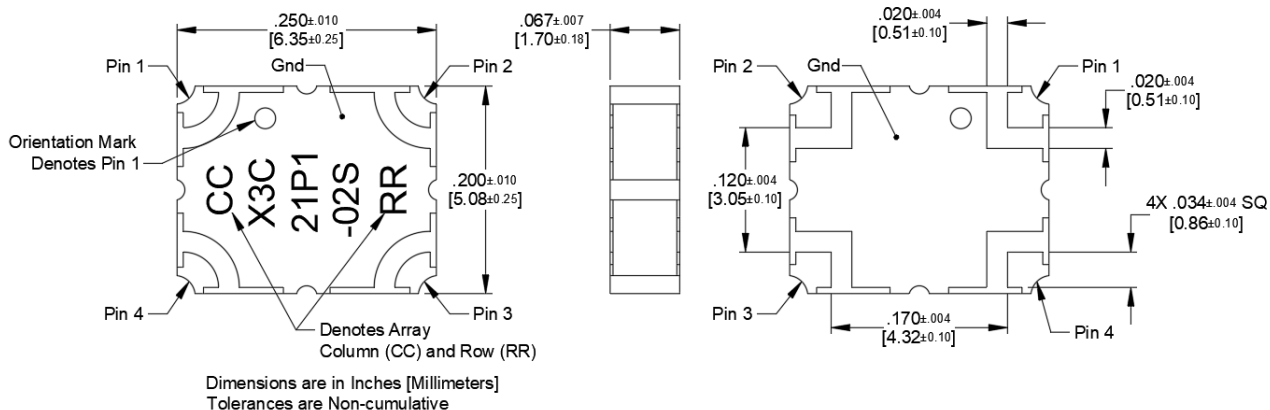 .250±.010
[6.35±0.25]
.067±.007
[1.70±0.18]
.020±.004
[0.51±0.10]
Pin 1
Gnd
Pin 2
Pin 2
Gnd
Pin 1
.020±.004
[0.51±0.10]
Orientation Mark
Denotes Pin 1
CC
X3C
21P1
-02S
RR
.200±.010
[5.08±0.25]
.120±.004
[3.05±0.10]
4X .034±.004 SQ
[0.86±0.10]
Pin 4
Pin 3
Pin 3
.170±.004
[4.32±0.10]
Pin 4
Denotes Array
Column (CC) and Row (RR)
Dimensions are in Inches [Millimeters]
Tolerances are Non-cumulative